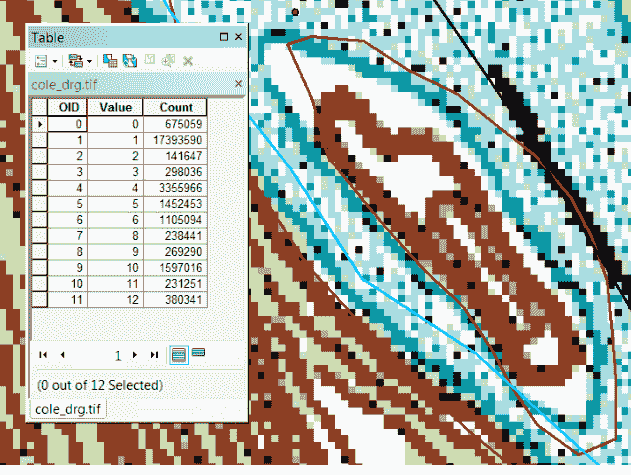 Table
cole_drg.tif
OID Value Count
0 0 675059
1 1 17393590
2 2 141647
3 3 298036
4 4 3355966
5 5 1452453
6 6 1105094
7 8 238441
8 9 269290
9 10 1597016
10 11 231251
11 12 380341
1
(0 out of 12 Selected)
cole_drg.tif